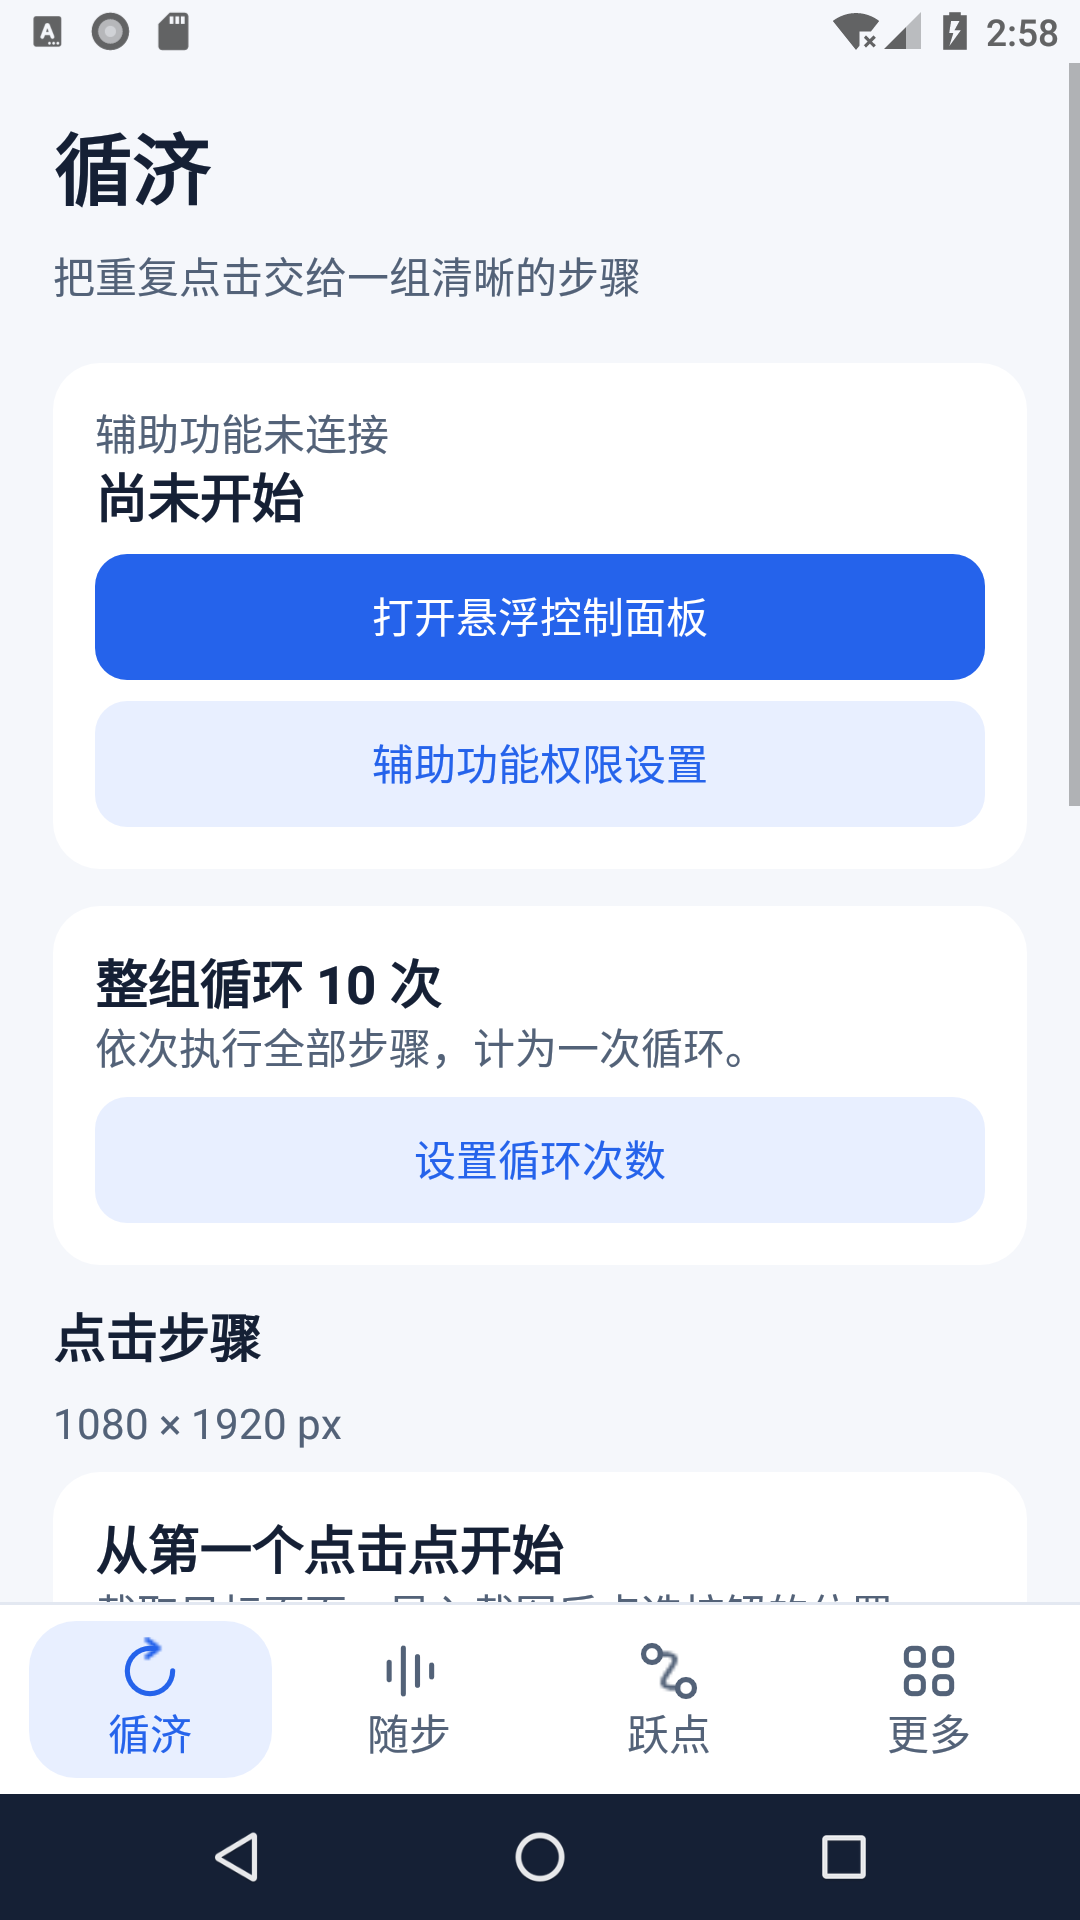 2:58
循济
把重复点击交给一组清晰的步骤
辅助功能未连接
尚未开始
打开悬浮控制面板
辅助功能权限设置
整组循环 10 次
依次执行全部步骤，计为一次循环。
设置循环次数
点击步骤
1080 × 1920 px
从第一个点击点开始
循济
随步
跃点
更多